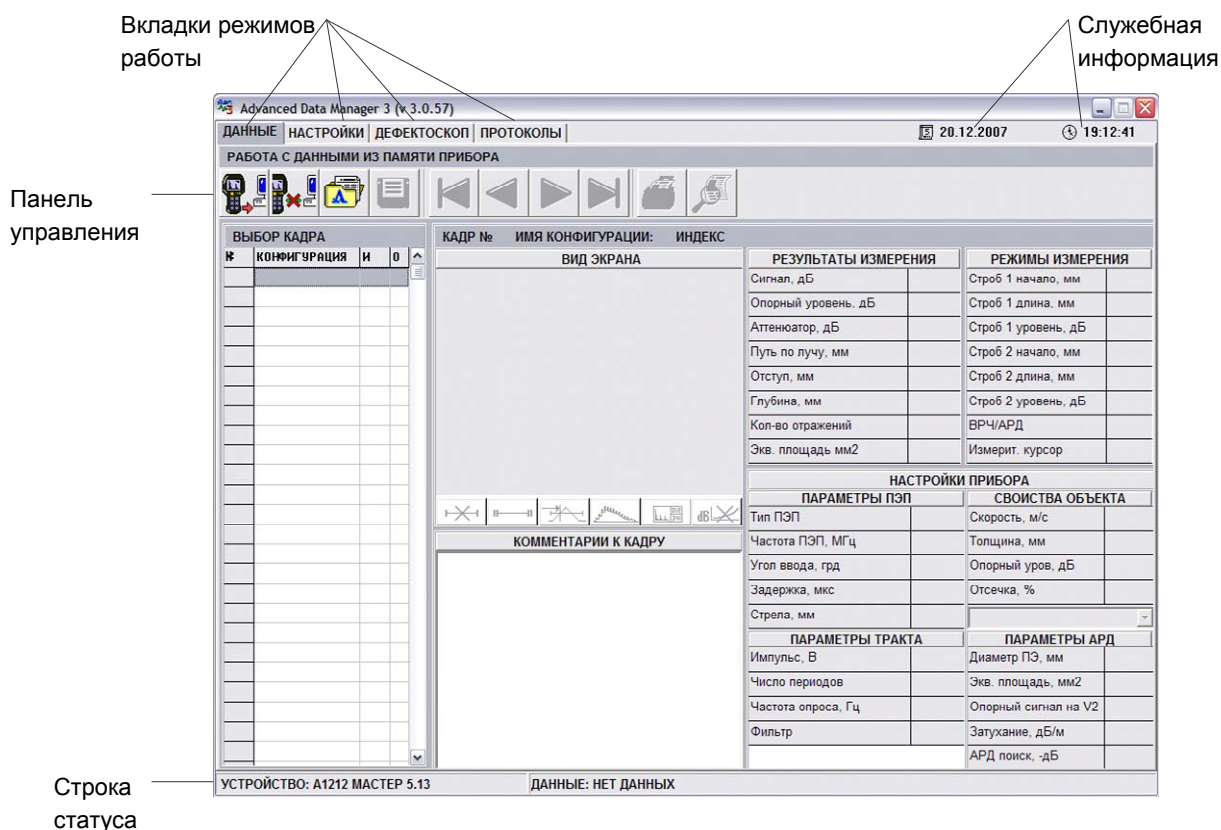 Вкладки режимов
работы
Служебная
информация
Advanced Data Manager 3 (v 3.0.57)
ДАННЫЕ НАСТРОЙКИ ДЕФЕКТОСКОП ПРОТОКОЛЫ 20.12.2007 19:12:41
РАБОТА С ДАННЫМИ ИЗ ПАМЯТИ ПРИБОРА
Панель
управления
ВЫБОР КАДРА
№ КОНФИГУРАЦИЯ И О
КАДР № ИМЯ КОНФИГУРАЦИИ: ИНДЕКС
ВИД ЭКРАНА
КОММЕНТАРИИ К КАДРУ
РЕЗУЛЬТАТЫ ИЗМЕРЕНИЯ
Сигнал, дБ
Опорный уровень, дБ
Аттенюатор, дБ
Путь по лучу, мм
Отступ, мм
Глубина, мм
Кол-во отражений
Экв. площадь мм2
РЕЖИМЫ ИЗМЕРЕНИЯ
Строб 1 начало, мм
Строб 1 длина, мм
Строб 1 уровень, дБ
Строб 2 начало, мм
Строб 2 длина, мм
Строб 2 уровень, дБ
ВРЧ/АРД
Измерит. курсор
НАСТРОЙКИ ПРИБОРА
ПАРАМЕТРЫ ПЭП
Тип ПЭП
Частота ПЭП, МГц
Угол ввода, грд
Задержка, мкс
Стрела, мм
СВОИСТВА ОБЪЕКТА
Скорость, м/с
Толщина, мм
Опорный уров, дБ
Отсечка, %
ПАРАМЕТРЫ ТРАКТА
Импульс, В
Число периодов
Частота опроса, Гц
Фильтр
ПАРАМЕТРЫ АРД
Диаметр ПЭ, мм
Экв. площадь, мм2
Опорный сигнал на V2
Затухание, дБ/м
АРД поиск, -дБ
Строка
статуса
УСТРОЙСТВО: А1212 МАСТЕР 5.13 ДАННЫЕ: НЕТ ДАННЫХ